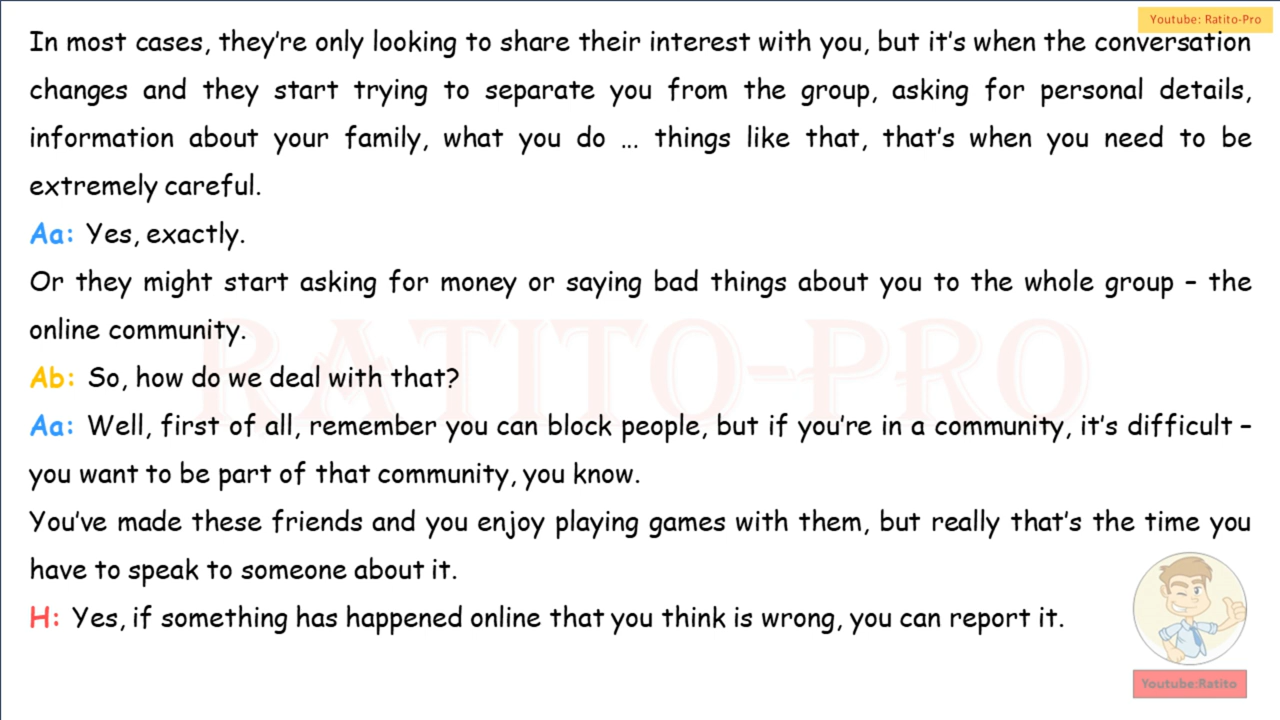 Youtube: Ratito-Pro
In most cases, they're only looking to share their interest with you, but it's when the conversation
changes and they start trying to separate you from the group, asking for personal details,
information about your family, what you do ... things like that, that's when you need to be
extremely careful.
Aa: Yes, exactly.
Or they might start asking for money or saying bad things about you to the whole group – the
online community.
RATITO-PRO
Ab: So, how do we deal with that?
Aa: Well, first of all, remember you can block people, but if you're in a community, it's difficult –
you want to be part of that community, you know.
You've made these friends and you enjoy playing games with them, but really that's the time you
have to speak to someone about it.
H: Yes, if something has happened online that you think is wrong, you can report it.
Youtube:Ratito